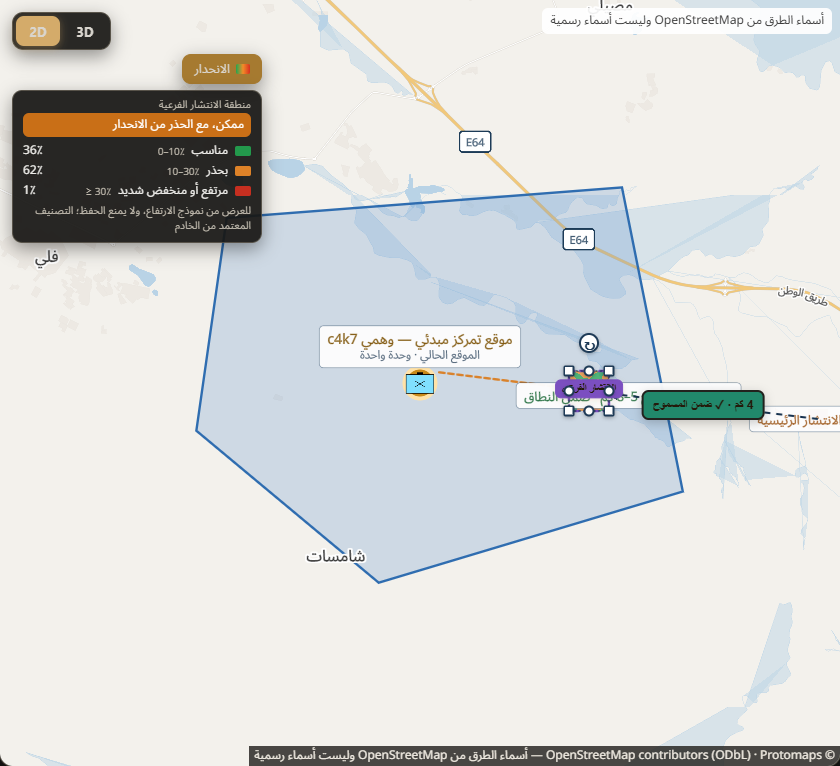 2D
3D
أسماء الطرق من OpenStreetMap وليست أسماء رسمية
الانحدار
منطقة الانتشار الفرعية
ممكن، مع الحذر من الانحدار
مناسب 0–10٪ 36٪
بحذر 10–30٪ 62٪
مرتفع أو منخفض شديد ≥ 30٪ 1٪
للعرض من نموذج الارتفاع، ولا يمنع الحفظ؛ التصنيف
المعتمد من الخادم
E64
E64
فلي
طريق الوطن
موقع تمركز مبدئي — وهمي c4k7
الموقع الحالي · وحدة واحدة
النطاق
4 كم · ✓ ضمن المسموح
الانتشار الرئيسية
شامسات
© OpenStreetMap contributors (ODbL) · Protomaps — أسماء الطرق من OpenStreetMap وليست أسماء رسمية